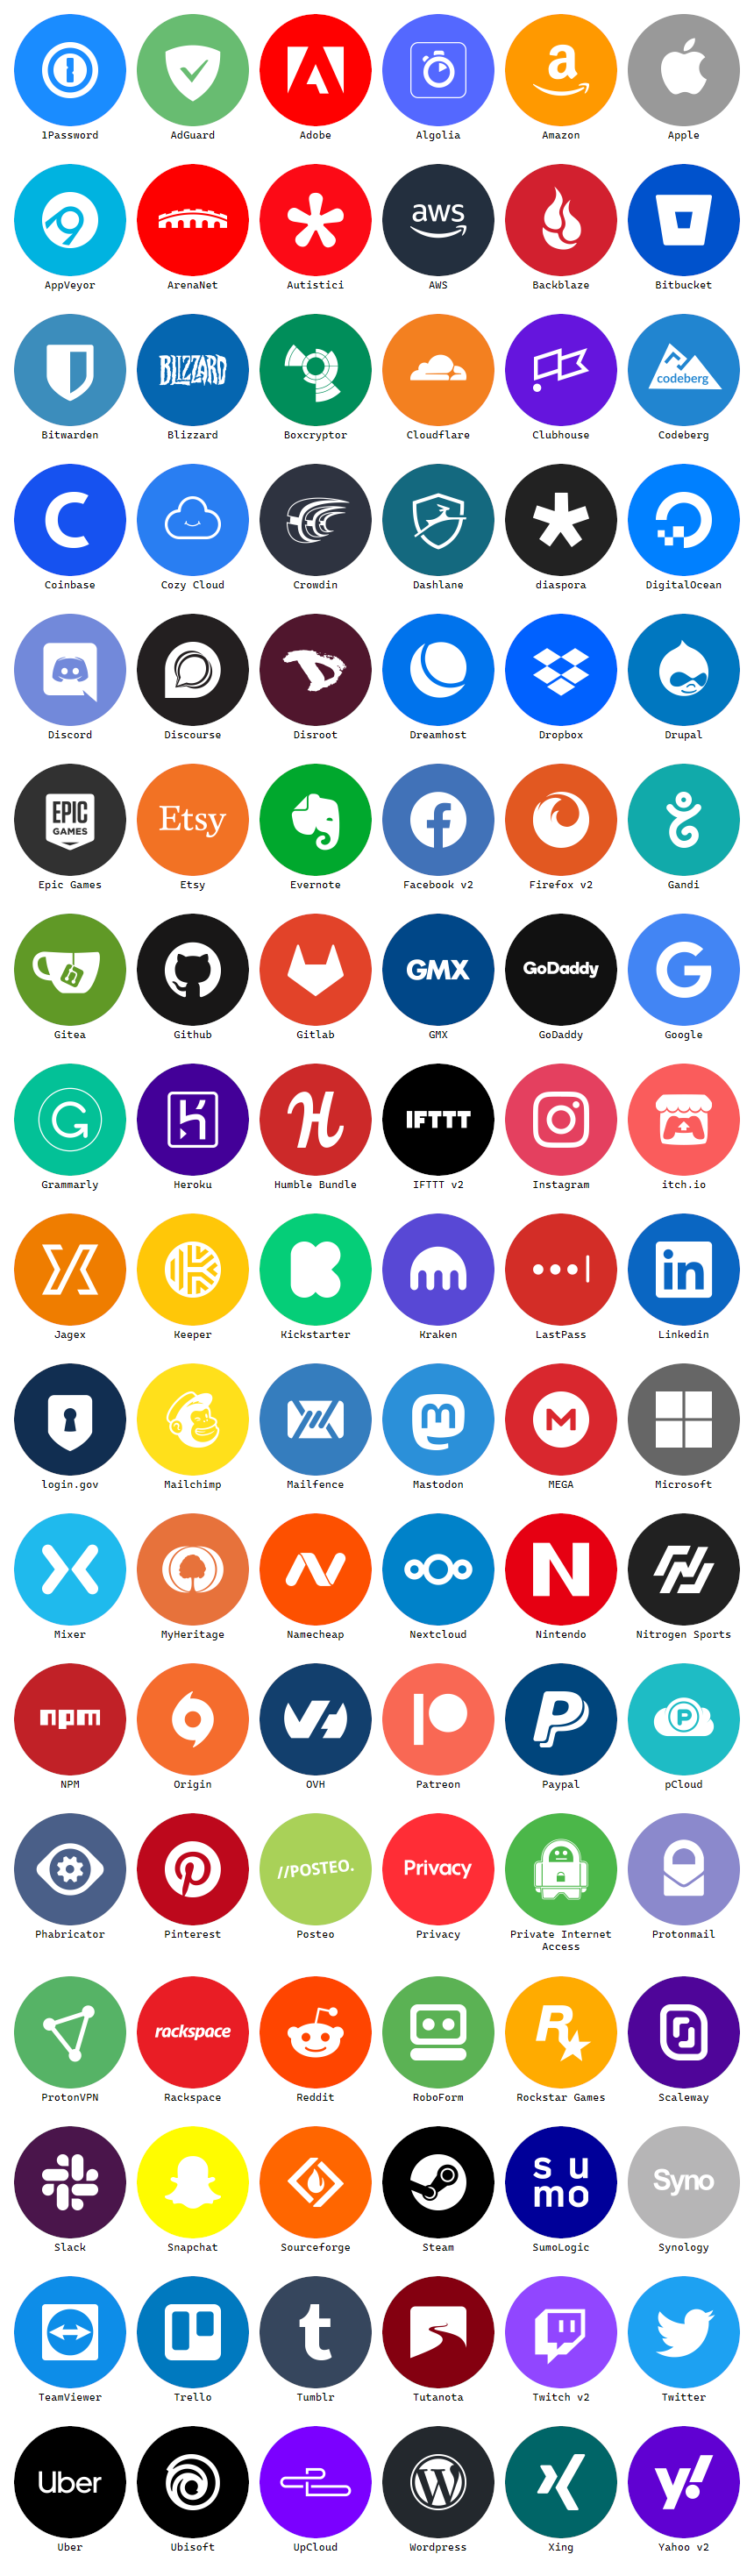 1Password AdGuard Adobe Algolia Amazon Apple
aws
AppVeyor ArenaNet Autistici AWS Backblaze Bitbucket
BLIZZARD codeberg
Bitwarden Blizzard Boxcryptor Cloudflare Clubhouse Codeberg
Coinbase Cozy Cloud Crowdin Dashlane diaspora DigitalOcean
Discord Discourse Disroot Dreamhost Dropbox Drupal
EPIC
GAMES
Etsy
Epic Games Etsy Evernote Facebook v2 Firefox v2 Gandi
GMX GoDaddy
Gitea Github Gitlab GMX GoDaddy Google
IFTTT
Grammarly Heroku Humble Bundle IFTTT v2 Instagram itch.io
in
Jagex Keeper Kickstarter Kraken LastPass Linkedin
login.gov Mailchimp Mailfence Mastodon MEGA Microsoft
Mixer MyHeritage Namecheap Nextcloud Nintendo Nitrogen Sports
npm
NPM Origin OVH Patreon Paypal pCloud
//POSTEO. Privacy
Phabricator Pinterest Posteo Privacy Private Internet Access Protonmail
rackspace
ProtonVPN Rackspace Reddit RoboForm Rockstar Games Scaleway
su
mo
Syno
Slack Snapchat Sourceforge Steam SumoLogic Synology
TeamViewer Trello Tumblr Tutanota Twitch v2 Twitter
Uber
Uber Ubisoft UpCloud Wordpress Xing Yahoo v2